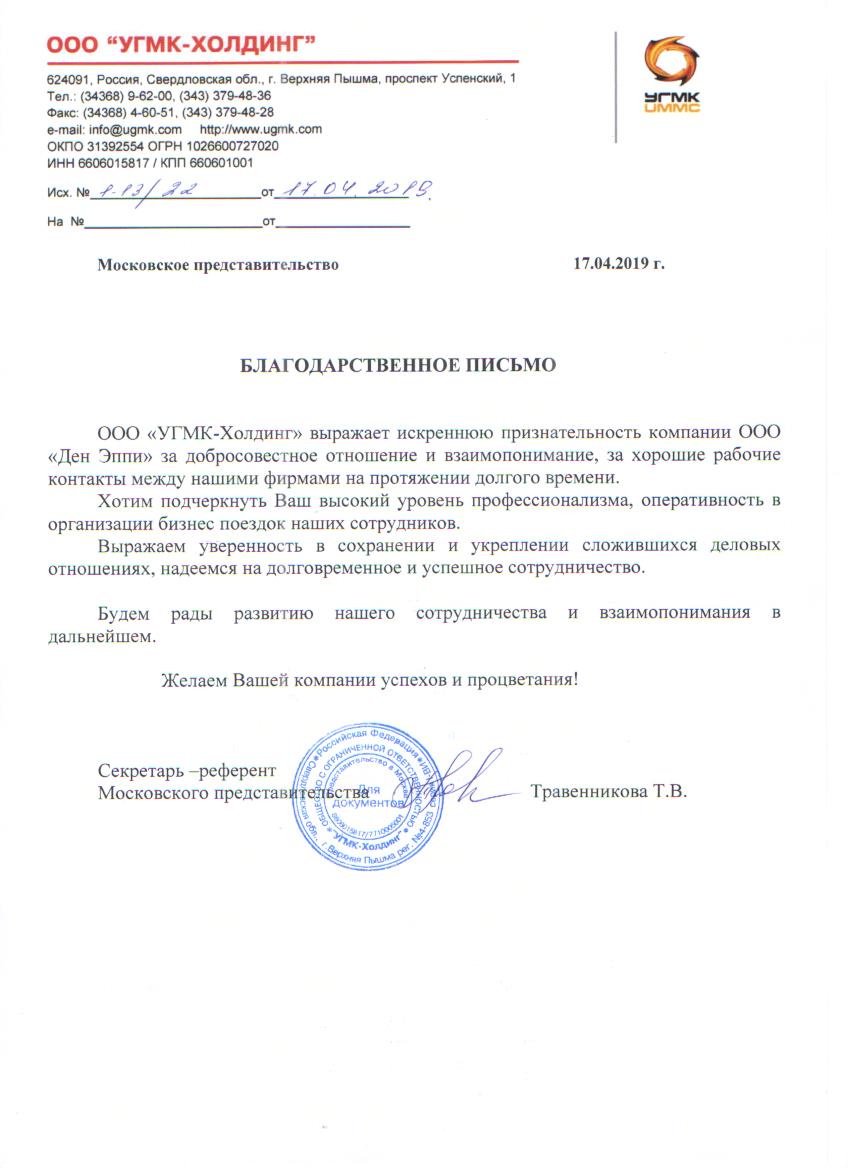 ООО “УГМК-ХОЛДИНГ”
УГМК
UMMC
624091, Россия, Свердловская обл., г. Верхняя Пышма, проспект Успенский, 1
Тел.: (34368) 9-62-00, (343) 379-48-36
Факс: (34368) 4-60-51, (343) 379-48-28
e-mail: info@ugmk.com http://www.ugmk.com
ОКПО 31392554 ОГРН 1026600727020
ИНН 6606015817 / КПП 660601001
Исх. № 1-13/22 от 17.04.2019.
На № от
Московское представительство 17.04.2019 г.
БЛАГОДАРСТВЕННОЕ ПИСЬМО
ООО «УГМК-Холдинг» выражает искреннюю признательность компании ООО
«Ден Эппи» за добросовестное отношение и взаимопонимание, за хорошие рабочие
контакты между нашими фирмами на протяжении долгого времени.
Хотим подчеркнуть Ваш высокий уровень профессионализма, оперативность в
организации бизнес поездок наших сотрудников.
Выражаем уверенность в сохранении и укреплении сложившихся деловых
отношениях, надеемся на долговременное и успешное сотрудничество.
Будем рады развитию нашего сотрудничества и взаимопонимания в
дальнейшем.
Желаем Вашей компании успехов и процветания!
Секретарь –референт
Московского представительства Травенникова Т.В.
Российская Федерация
Свердловская обл., г. Верхняя Пышма рег. №4-853
ОБЩЕСТВО С ОГРАНИЧЕННОЙ ОТВЕТСТВЕННОСТЬЮ
"УГМК-Холдинг"
Представительство в Москве
Для
документов